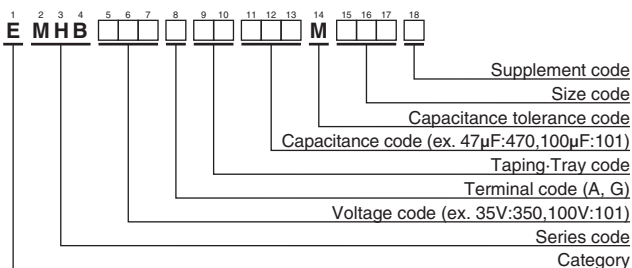 1 2 3 4 5 6 7 8 9 10 11 12 13 14 15 16 17 18
E MHB M
Supplement code
Size code
Capacitance tolerance code
Capacitance code (ex. 47μF:470,100μF:101)
Taping·Tray code
Terminal code (A, G)
Voltage code (ex. 35V:350,100V:101)
Series code
Category